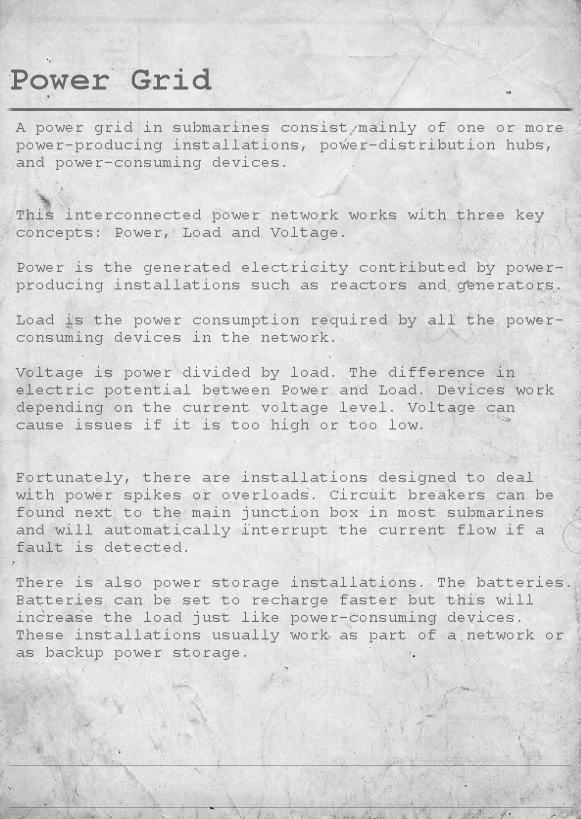 Power Grid
A power grid in submarines consist mainly of one or more
power-producing installations, power-distribution hubs,
and power-consuming devices.
This interconnected power network works with three key
concepts: Power, Load and Voltage.
Power is the generated electricity contributed by power-
producing installations such as reactors and generators.
Load is the power consumption required by all the power-
consuming devices in the network.
Voltage is power divided by load. The difference in
electric potential between Power and Load. Devices work
depending on the current voltage level. Voltage can
cause issues if it is too high or too low.
Fortunately, there are installations designed to deal
with power spikes or overloads. Circuit breakers can be
found next to the main junction box in most submarines
and will automatically interrupt the current flow if a
fault is detected.
There is also power storage installations. The batteries.
Batteries can be set to recharge faster but this will
increase the load just like power-consuming devices.
These installations usually work as part of a network or
as backup power storage.